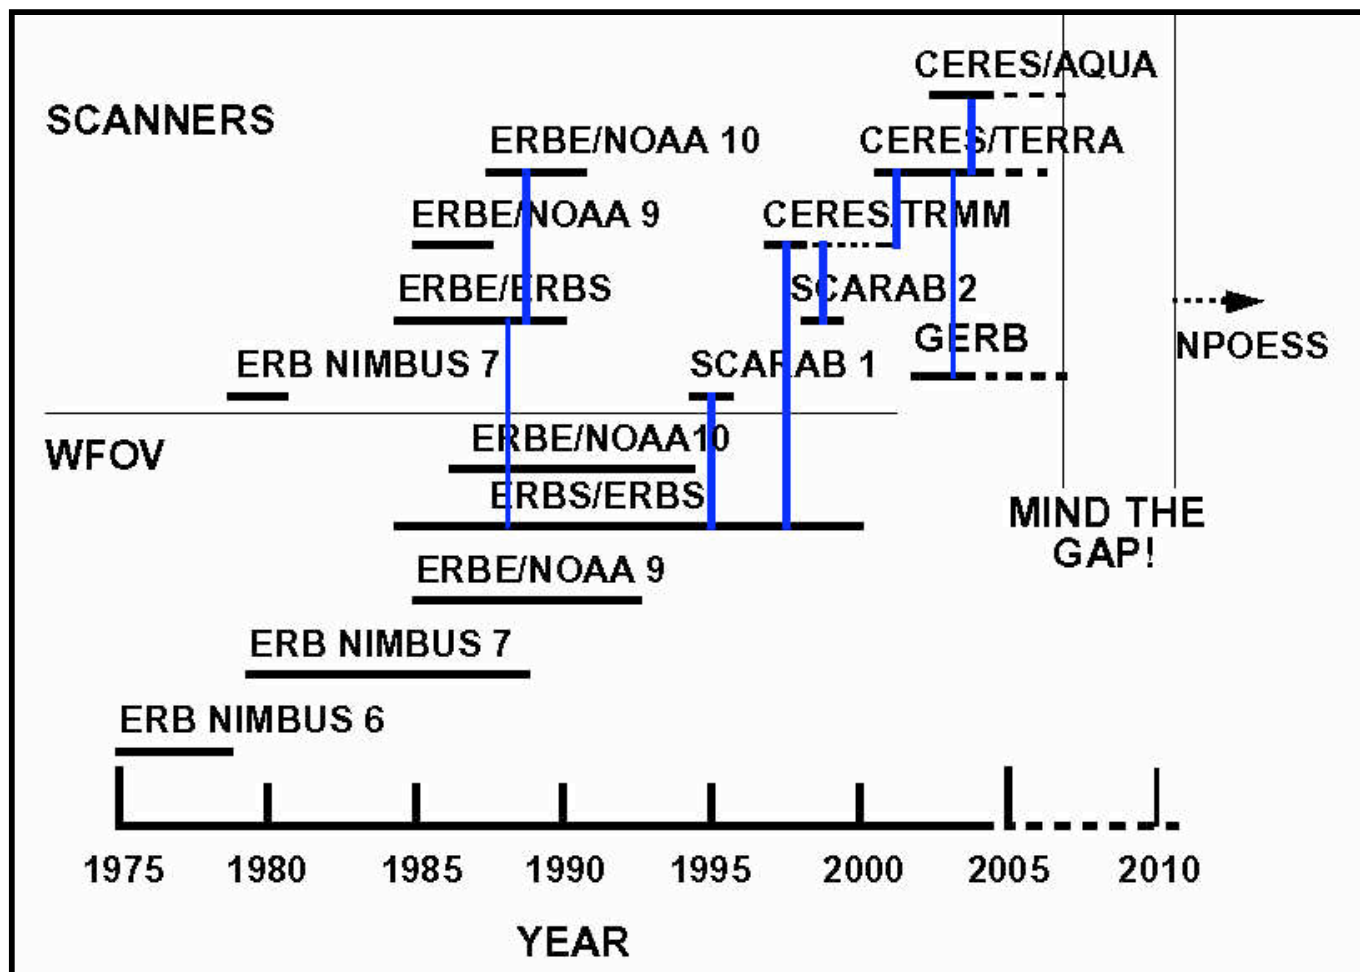 CERES/AQUA
SCANNERS
ERBE/NOAA 10
CERES/TERRA
ERBE/NOAA 9
CERES/TRMM
ERBE/ERBS
SCARAB 2
GERB
NPOESS
ERB NIMBUS 7
SCARAB 1
WFOV
ERBE/NOAA10
ERBS/ERBS
MIND THE
GAP!
ERBE/NOAA 9
ERB NIMBUS 7
ERB NIMBUS 6
1975 1980 1985 1990 1995 2000 2005 2010
YEAR